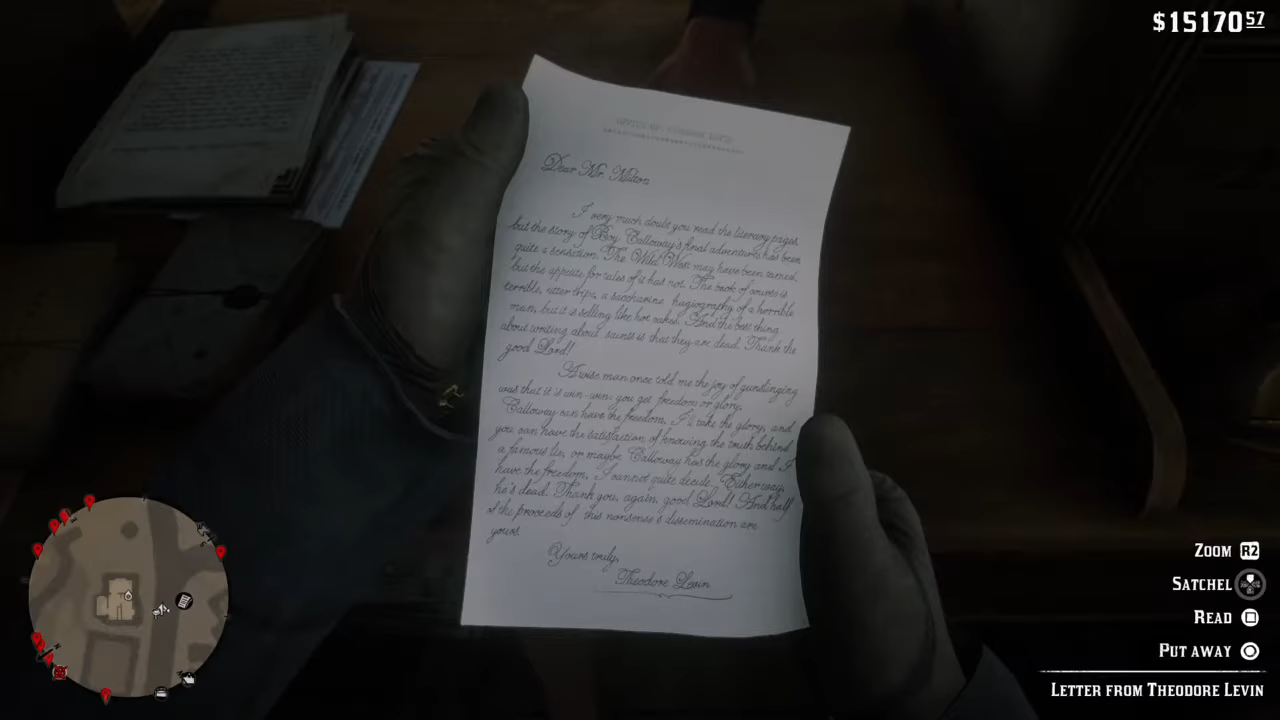 $15170 57
Dear Mr. Milton
I very much doubt you read the literary pages,
but the story of Boy Calloway's final adventures has been
quite a sensation. The Wild West may have been tamed,
but the appetite for tales of it has not. The book of course is
terrible, utter tripe, a saccharine hagiography of a horrible
man, but it is selling like hot cakes. And the best thing
about writing about saints is that they are dead. Thank the
good Lord!
A wise man once told me the joy of gunslinging
was that it is win-win: you get freedom or glory.
Calloway can have the freedom. I'll take the glory, and
you can have the satisfaction of knowing the truth behind
a famous lie, or maybe Calloway has the glory and I
have the freedom. I cannot quite decide. Either way,
he's dead. Thank you, again, good Lord! And half
of the proceeds of this nonsense's dissemination are
yours.
Yours truly,
Theodore Levin
ZOOM R2
SATCHEL
READ
PUT AWAY
LETTER FROM THEODORE LEVIN